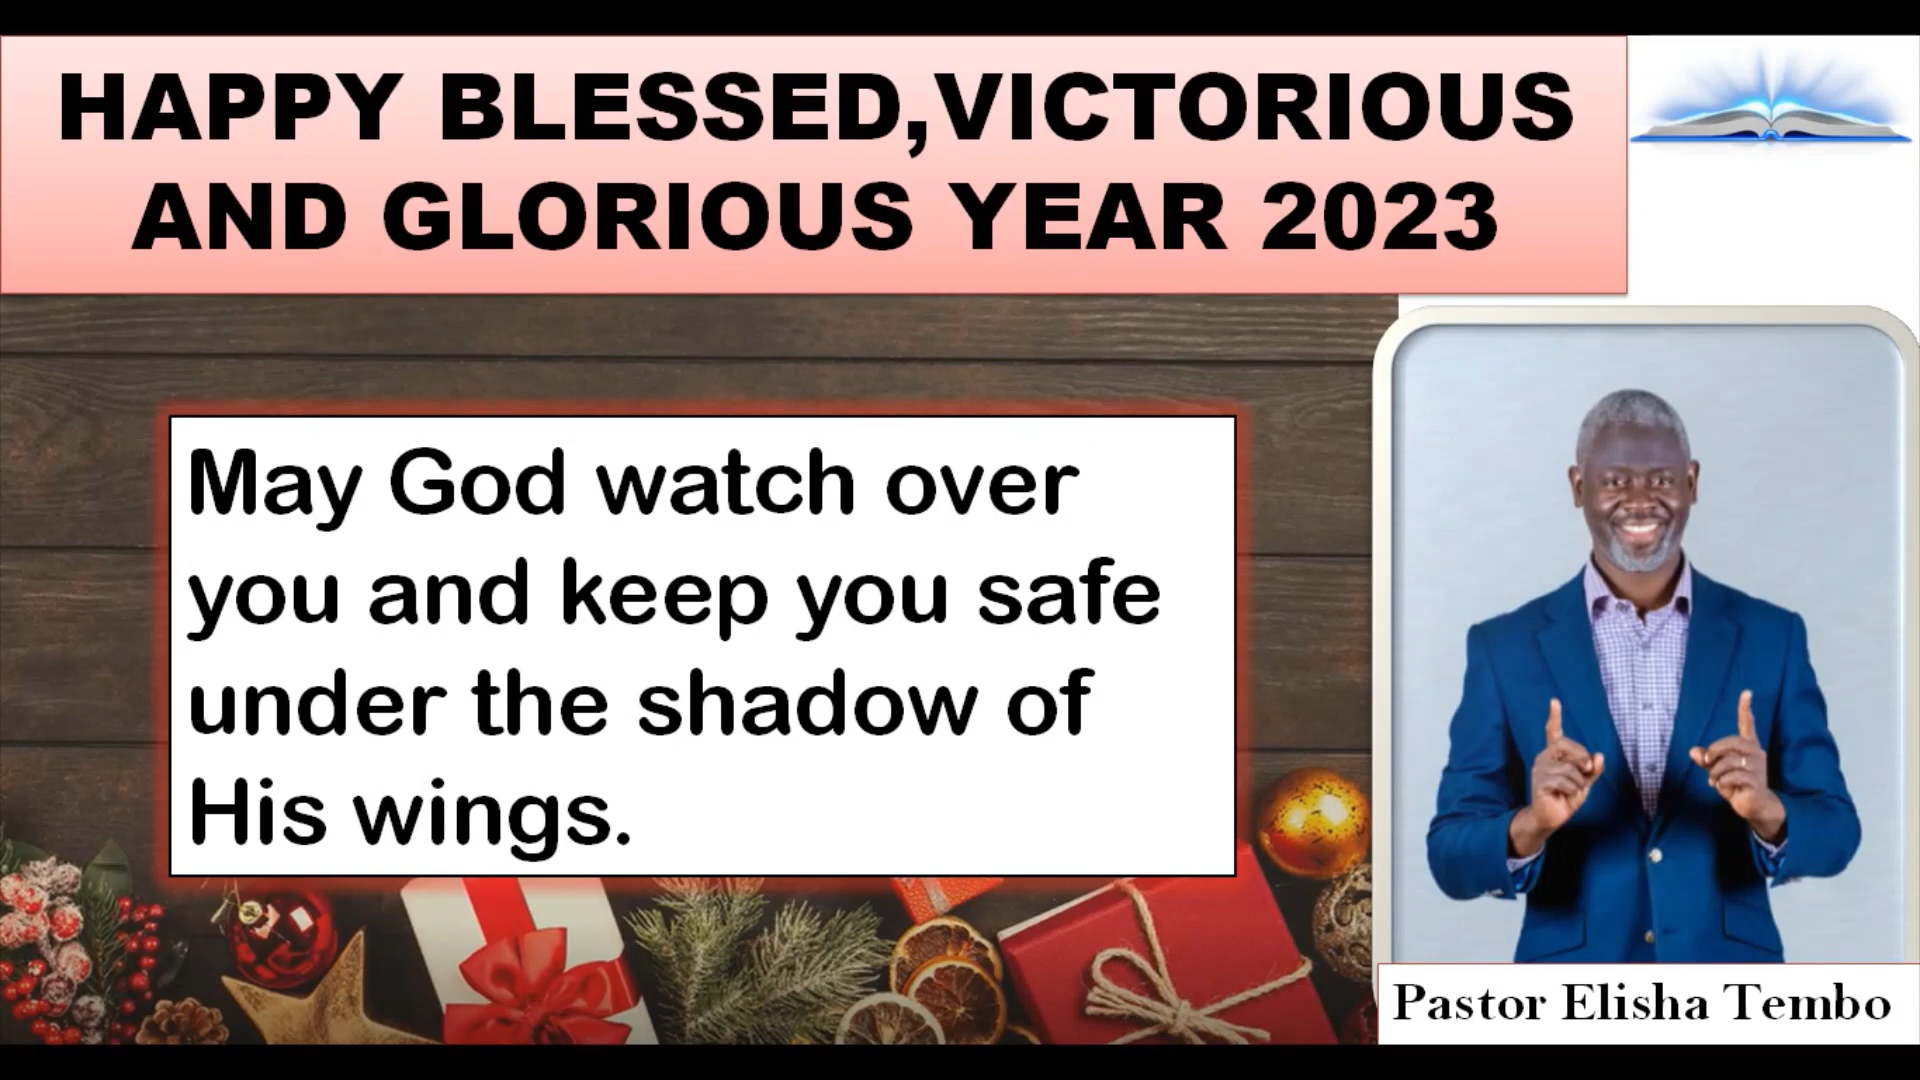 HAPPY BLESSED,VICTORIOUS
AND GLORIOUS YEAR 2023
May God watch over
you and keep you safe
under the shadow of
His wings.
Pastor Elisha Tembo